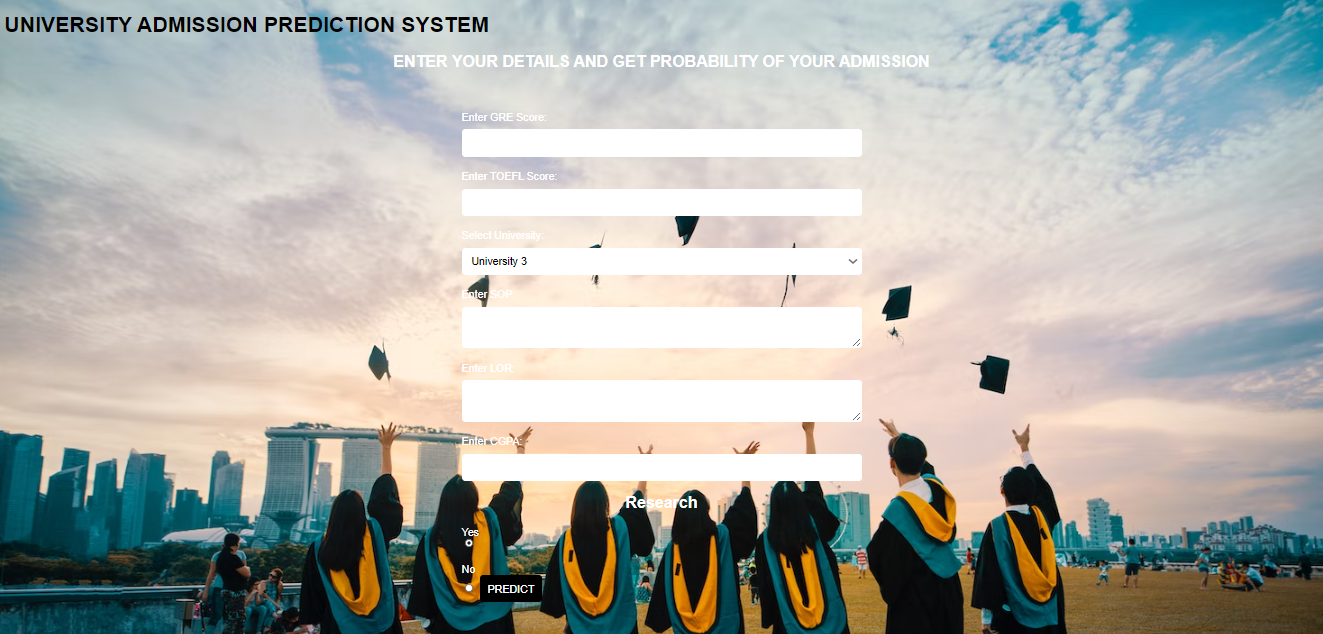 UNIVERSITY ADMISSION PREDICTION SYSTEM
ENTER YOUR DETAILS AND GET PROBABILITY OF YOUR ADMISSION
Enter GRE Score:
Enter TOEFL Score:
Select University:
University 3
Enter SOP:
Enter LOR:
Enter CGPA:
Research
Yes
No
PREDICT